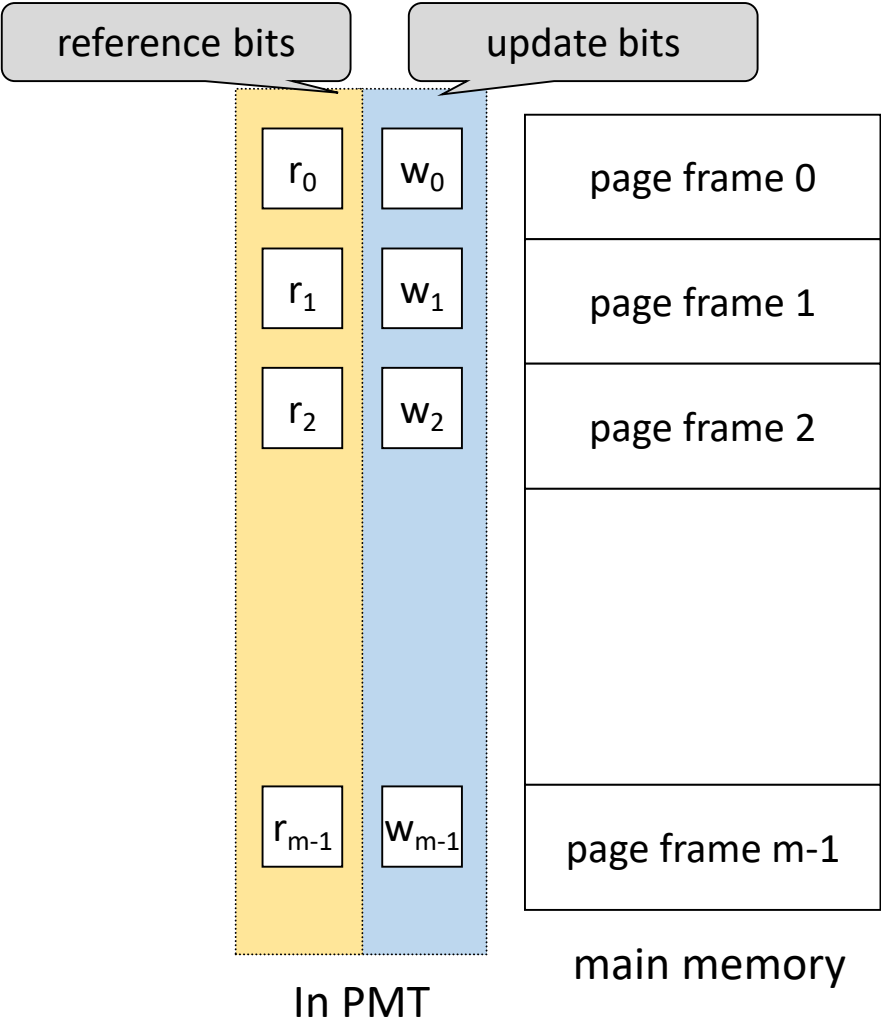 reference bits
update bits
r0
w0
page frame 0
r1
w1
page frame 1
r2
w2
page frame 2
rm-1
wm-1
page frame m-1
main memory
In PMT